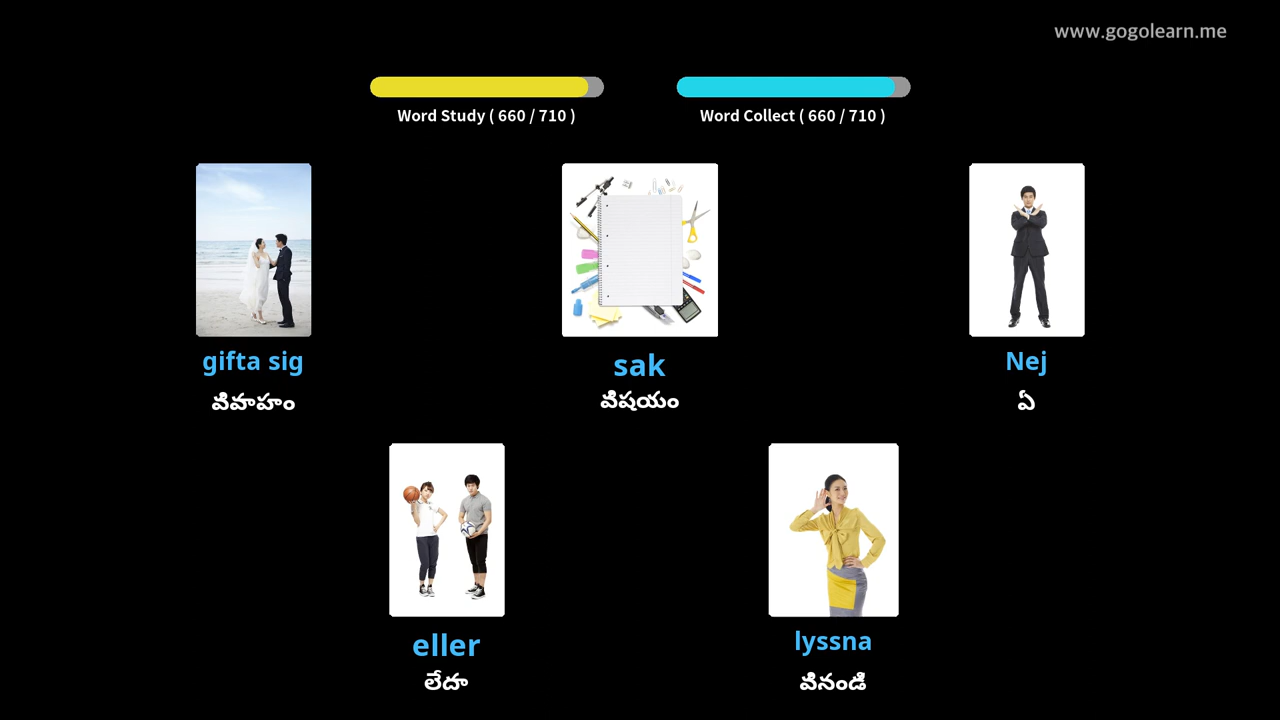 www.gogolearn.me
Word Study ( 660 / 710 )
Word Collect ( 660 / 710 )
gifta sig
వివాహం
sak
విషయం
Nej
ఏ
eller
లేదా
lyssna
వినండి